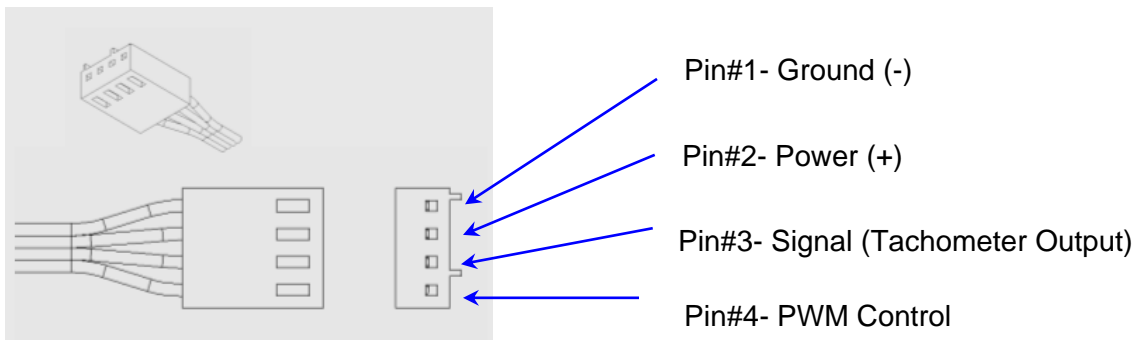 Pin#1- Ground (-)
Pin#2- Power (+)
Pin#3- Signal (Tachometer Output)
Pin#4- PWM Control